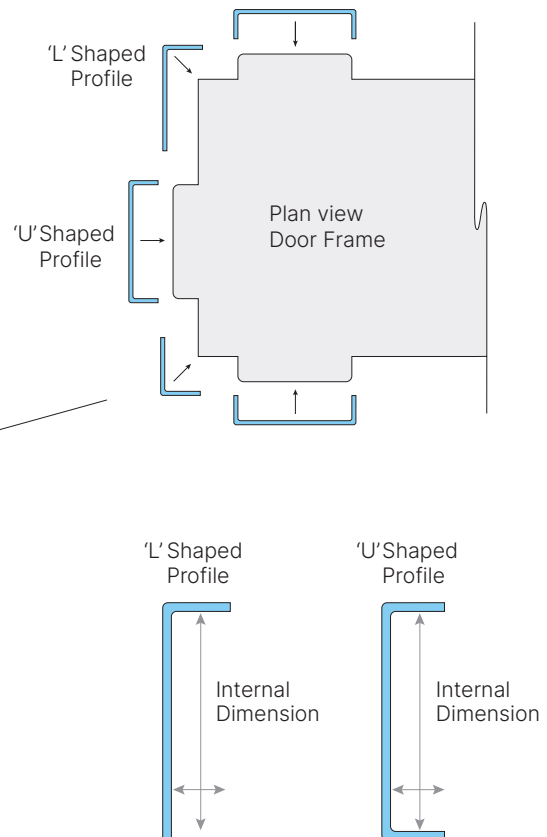 ‘L’ Shaped
Profile
‘U’ Shaped
Profile
Plan view
Door Frame
‘L’ Shaped
Profile
‘U’ Shaped
Profile
Internal
Dimension
Internal
Dimension